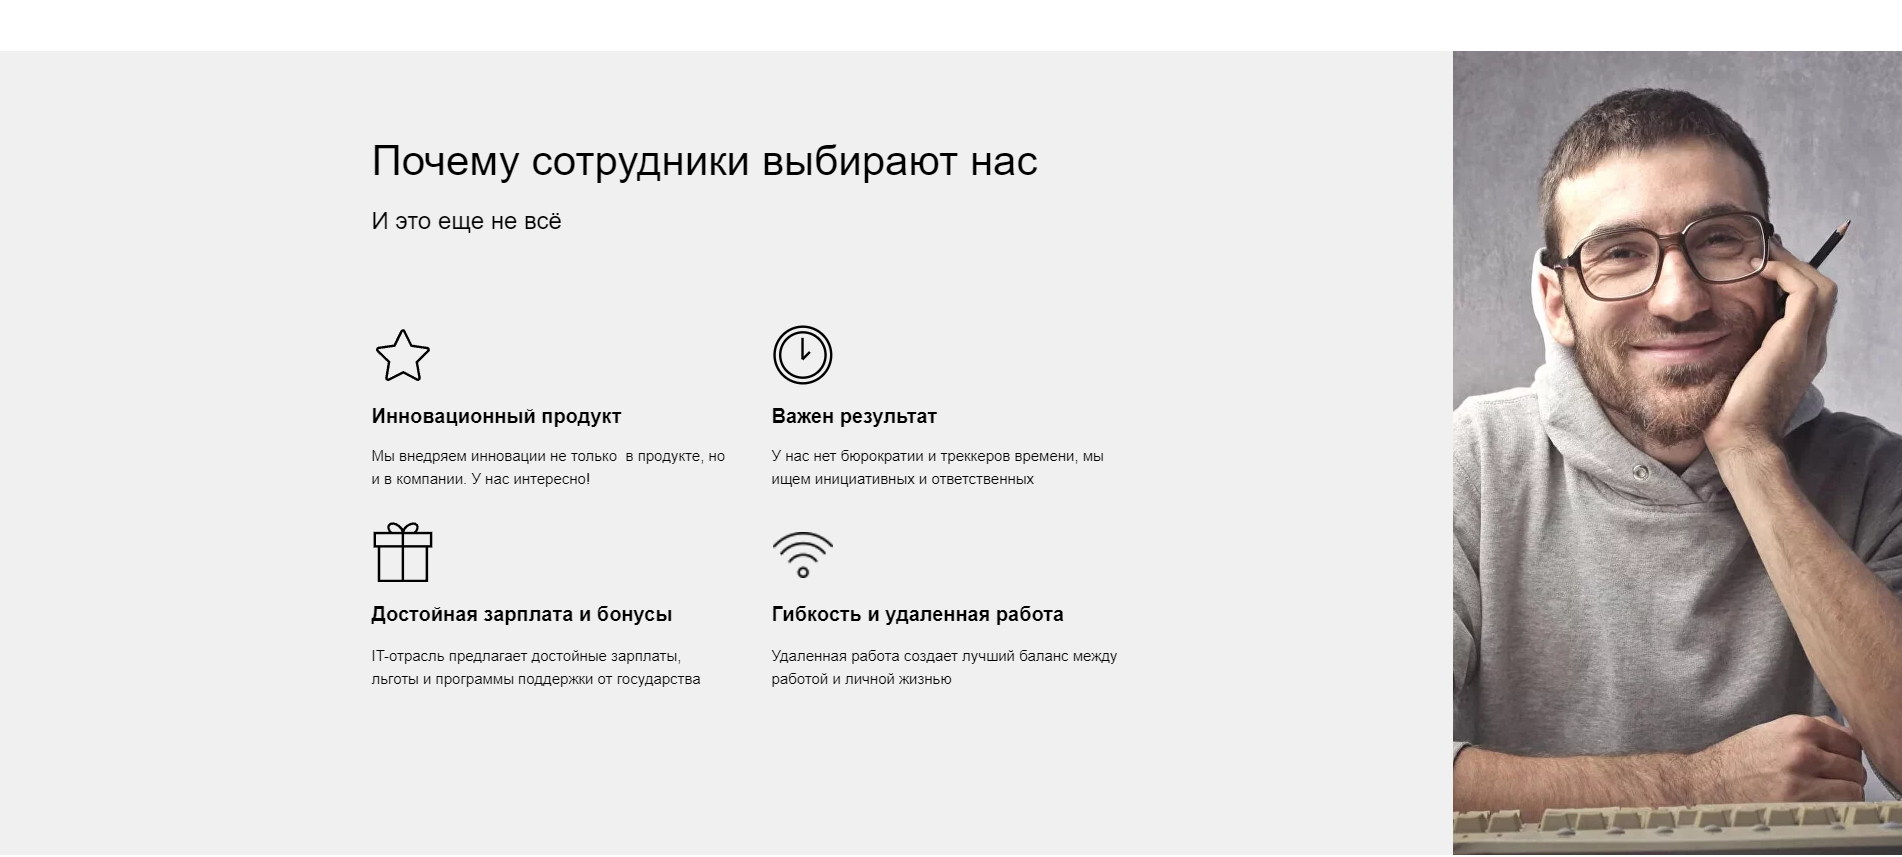 Почему сотрудники выбирают нас
И это еще не всё
Инновационный продукт
Мы внедряем инновации не только  в продукте, но
и в компании. У нас интересно!
Важен результат
У нас нет бюрократии и треккеров времени, мы
ищем инициативных и ответственных
Достойная зарплата и бонусы
IT-отрасль предлагает достойные зарплаты,
льготы и программы поддержки от государства
Гибкость и удаленная работа
Удаленная работа создает лучший баланс между
работой и личной жизнью